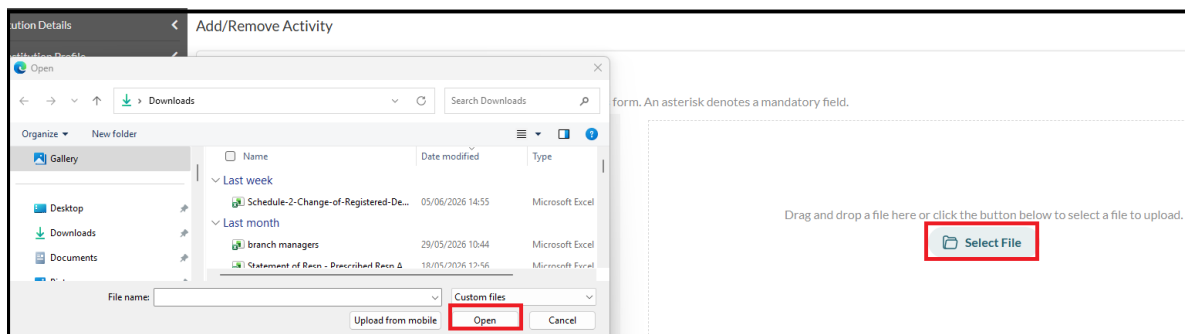 ution Details
Add/Remove Activity
stitution Profile
Open
Downloads
Search Downloads
form. An asterisk denotes a mandatory field.
Organize
New folder
Gallery
Name
Date modified
Type
Last week
Schedule-2-Change-of-Registered-De...
05/06/2026 14:55
Microsoft Excel
Desktop
Last month
Drag and drop a file here or click the button below to select a file to upload.
Downloads
branch managers
29/05/2026 10:44
Microsoft Excel
Select File
Documents
Statement of Resp - Prescribed Resp A
18/05/2026 12:56
Microsoft Excel
File name:
Custom files
Upload from mobile
Open
Cancel